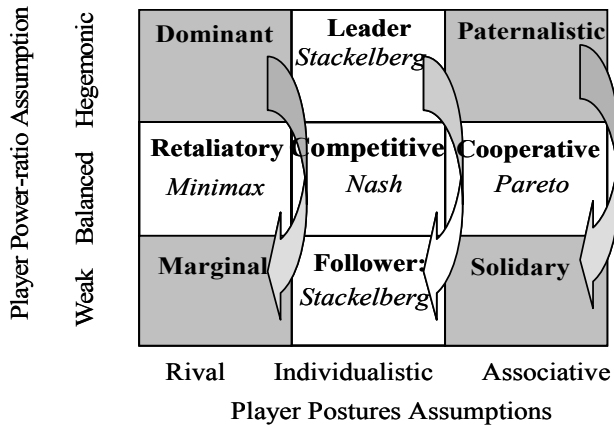 Player Power-ratio Assumption
Hegemonic
Balanced
Weak
Dominant
Leader
Stackelberg
Paternalistic
Retaliatory
Minimax
Competitive
Nash
Cooperative
Pareto
Marginal
Follower:
Stackelberg
Solidary
Rival
Individualistic
Associative
Player Postures Assumptions